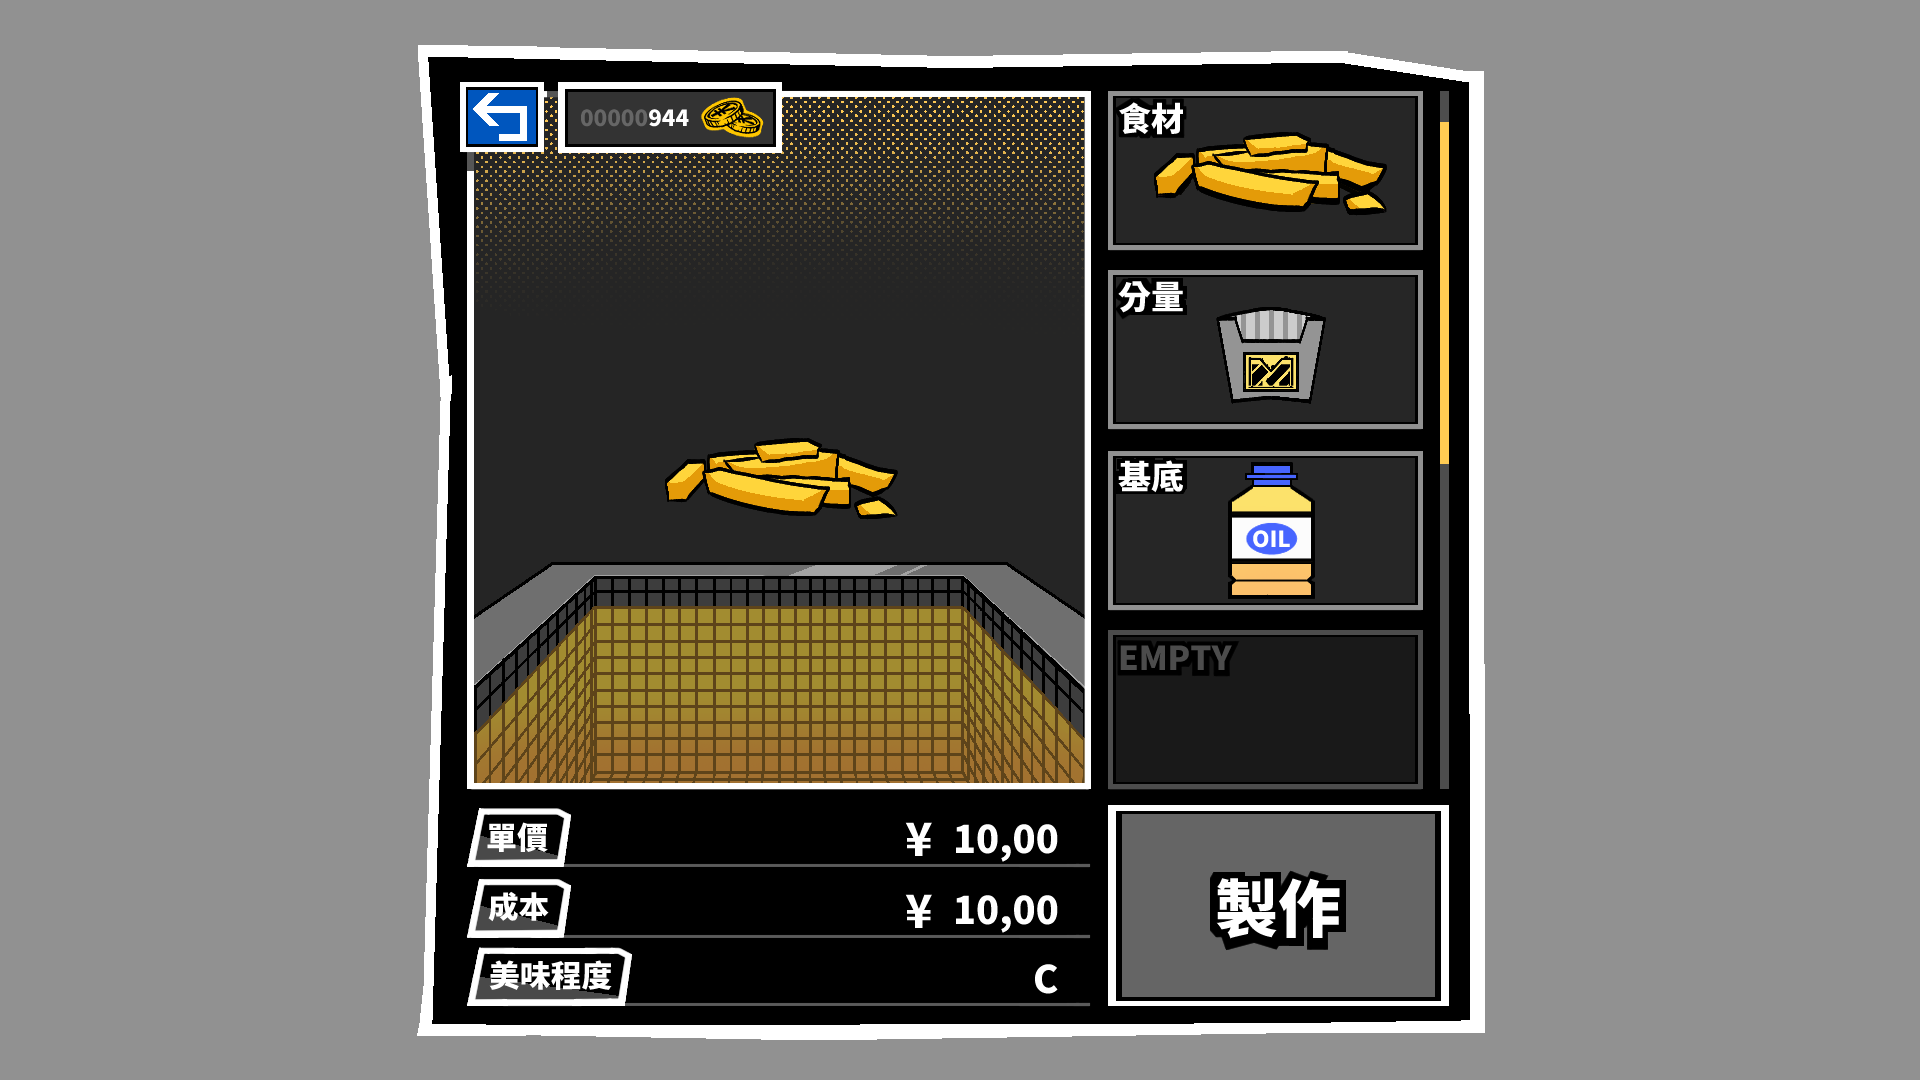 00000944
食材
分量
M
基底
OIL
EMPTY
單價 ¥ 10,00
成本 ¥ 10,00
美味程度 C
製作